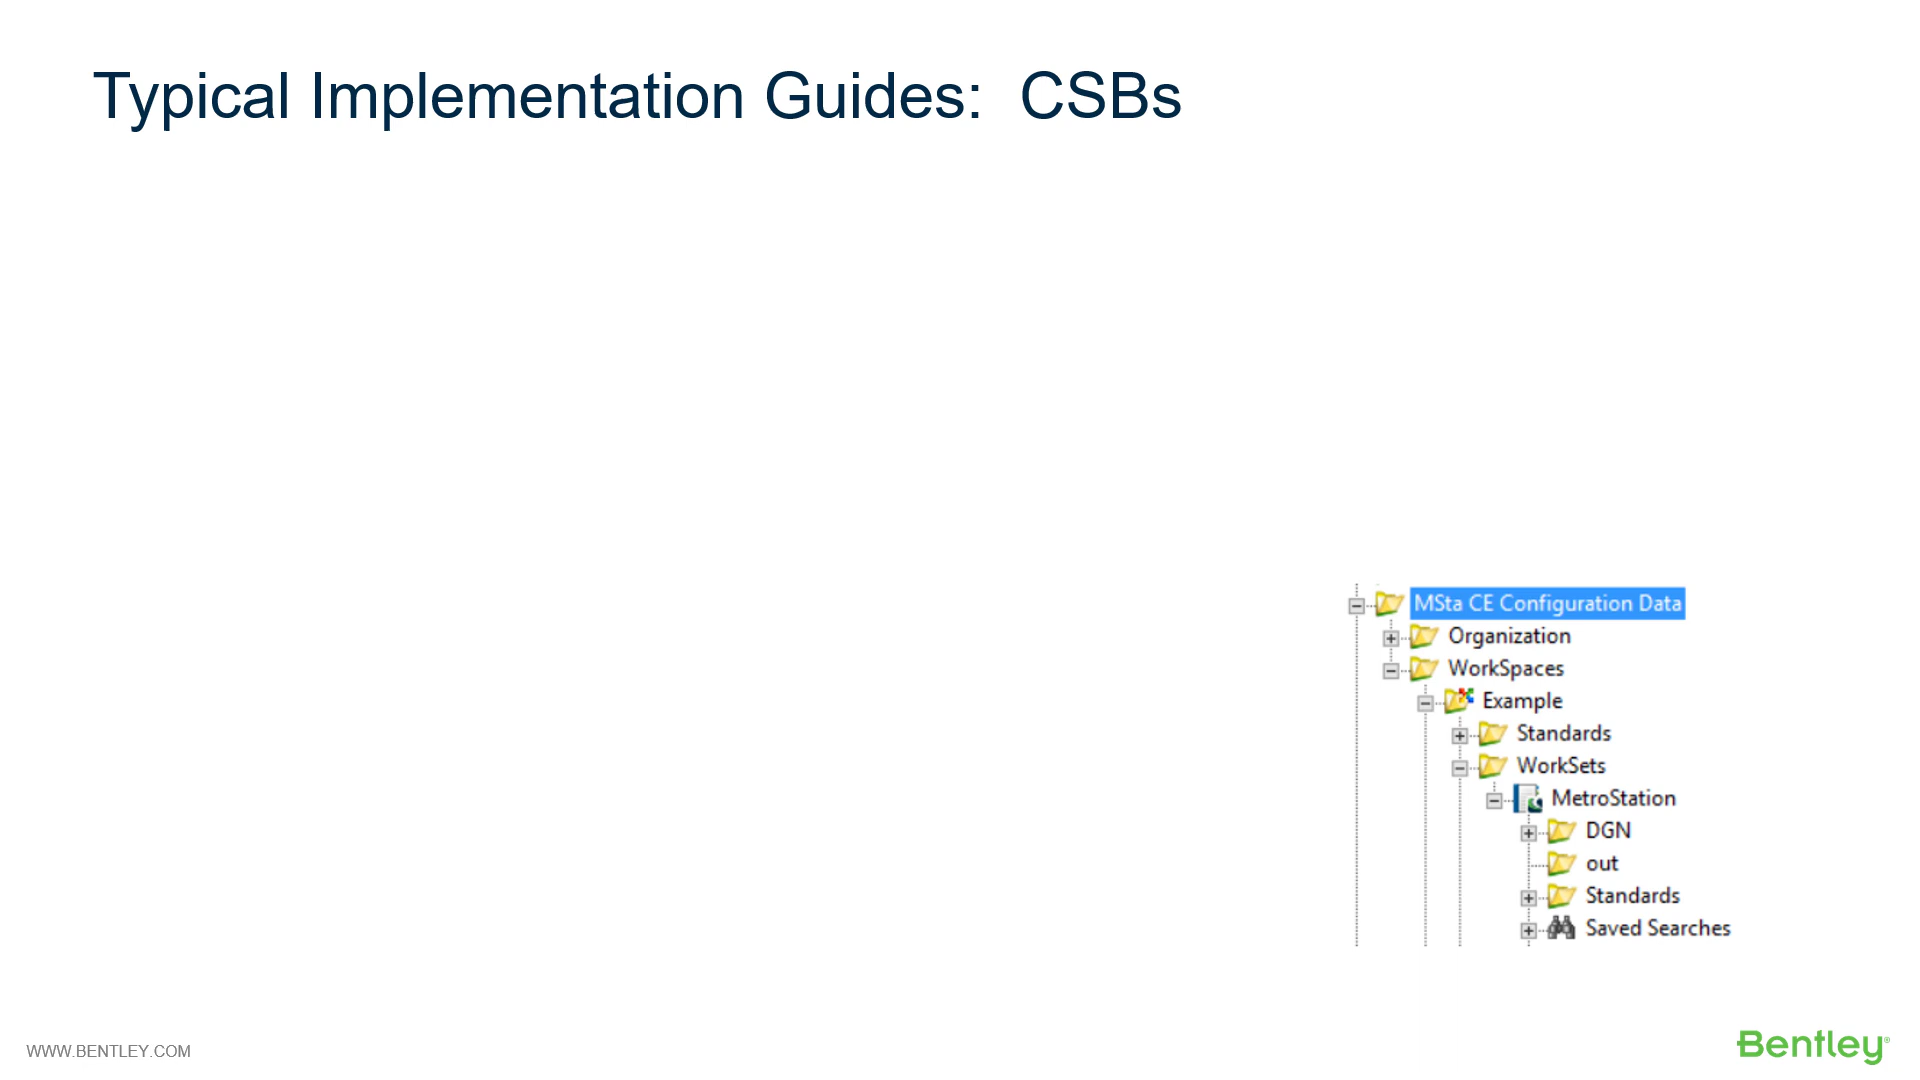 Typical Implementation Guides:  CSBs
MSta CE Configuration Data
Organization
WorkSpaces
Example
Standards
WorkSets
MetroStation
DGN
out
Standards
Saved Searches
WWW.BENTLEY.COM
Bentley®